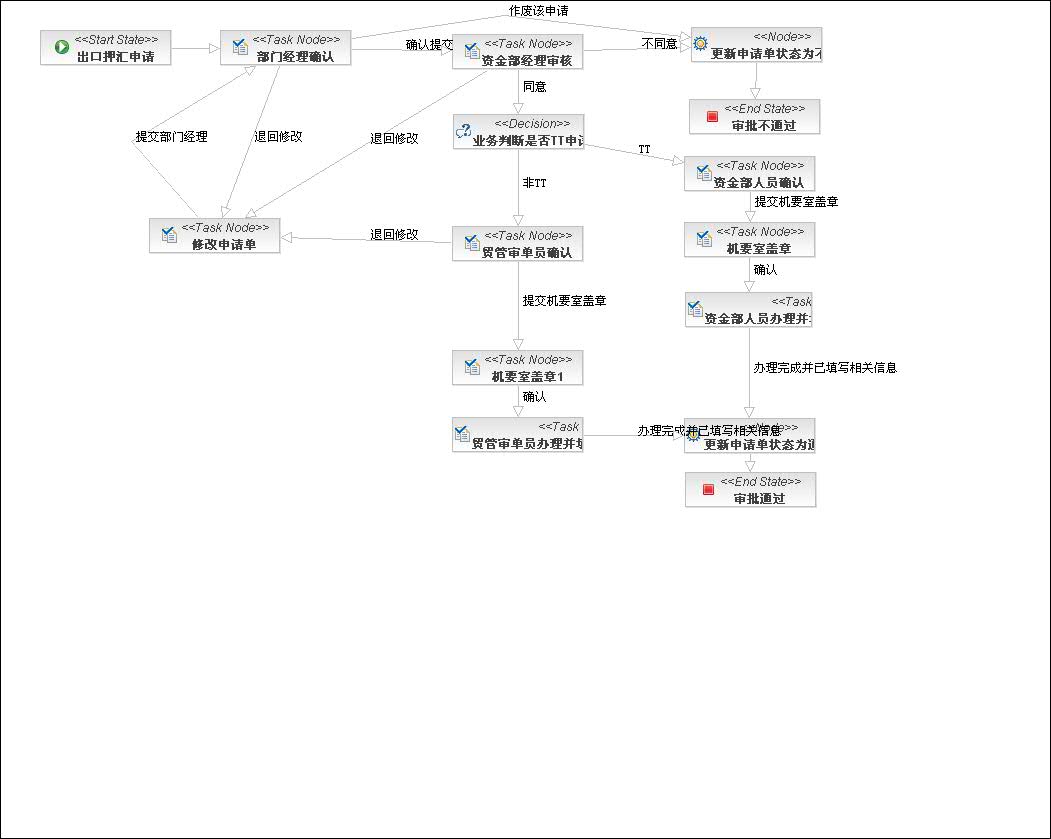 作废该申请
<<Start State>>
出口押汇申请
<<Task Node>>
部门经理确认
确认提交
<<Task Node>>
资金部经理审核
不同意
<<Node>>
更新申请单状态为不
同意
<<End State>>
审批不通过
<<Decision>>
业务判断是否TT申请
提交部门经理
退回修改
退回修改
TT
<<Task Node>>
资金部人员确认
非TT
提交机要室盖章
<<Task Node>>
修改申请单
退回修改
<<Task Node>>
贸管审单员确认
<<Task Node>>
机要室盖章
确认
提交机要室盖章
<<Task
资金部人员办理并
<<Task Node>>
机要室盖章1
办理完成并已填写相关信息
确认
<<Task
贸管审单员办理并填
办理完成并已填写相关信息
<<Node>>
更新申请单状态为通
<<End State>>
审批通过